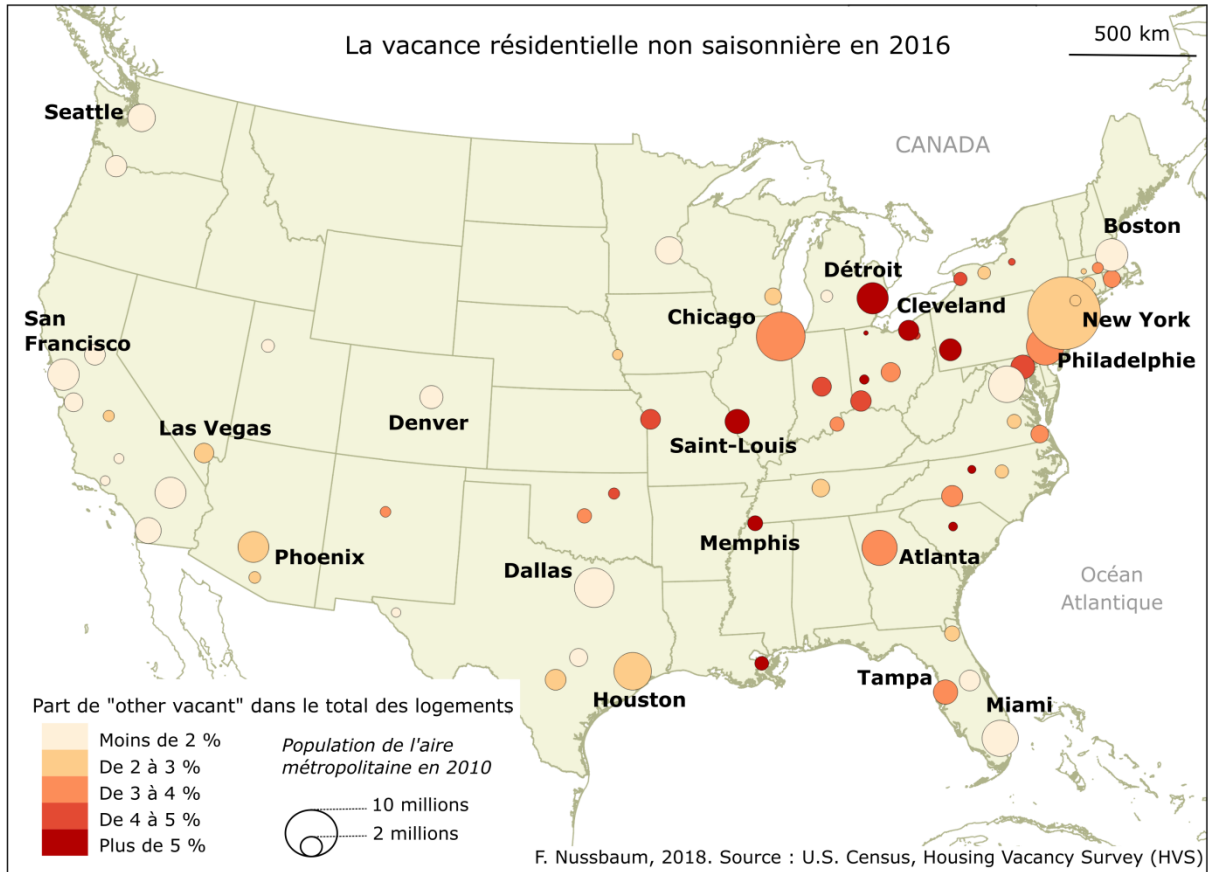 La vacance résidentielle non saisonnière en 2016
500 km
Seattle
CANADA
Boston
Détroit
Cleveland
Chicago
New York
San
Francisco
Philadelphie
Denver
Las Vegas
Saint-Louis
Memphis
Phoenix
Atlanta
Dallas
Océan
Atlantique
Houston
Tampa
Miami
Part de "other vacant" dans le total des logements
Moins de 2 %
De 2 à 3 %
De 3 à 4 %
De 4 à 5 %
Plus de 5 %
Population de l'aire
métropolitaine en 2010
10 millions
2 millions
F. Nussbaum, 2018. Source : U.S. Census, Housing Vacancy Survey (HVS)